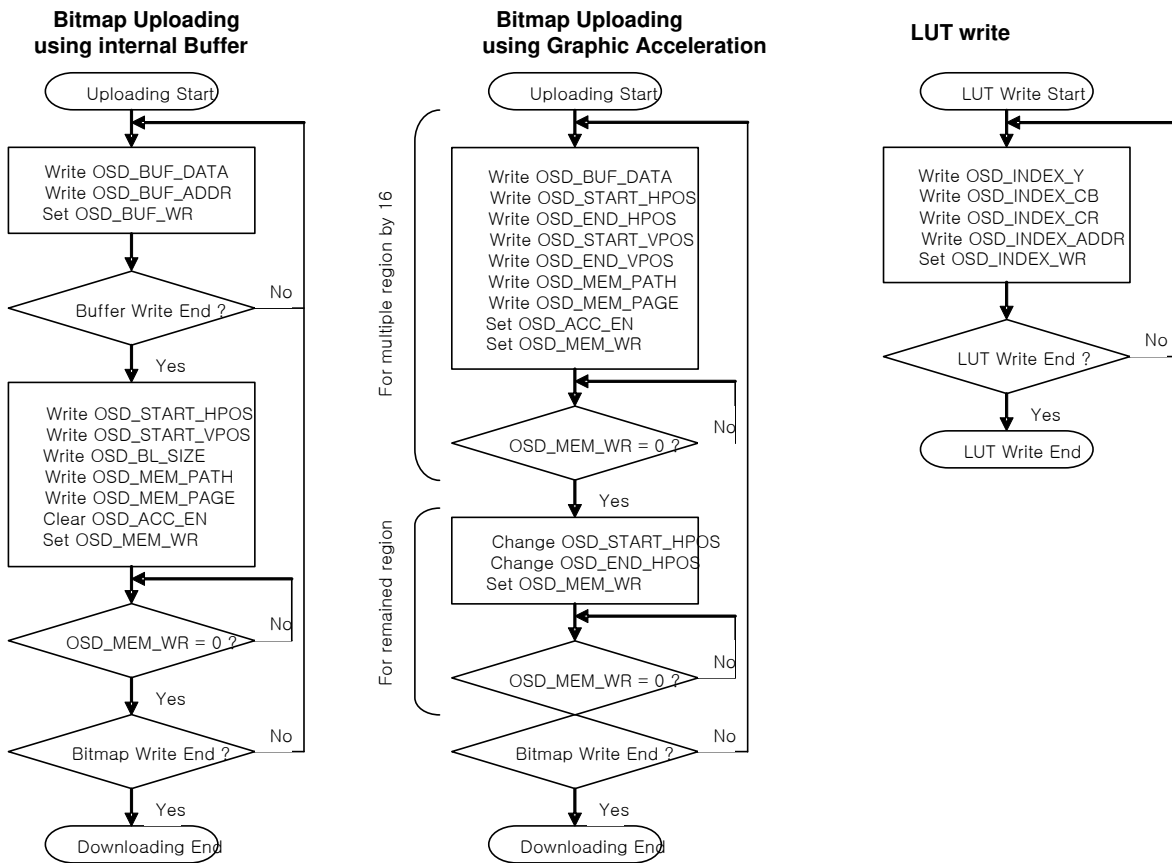 Bitmap Uploading
using internal Buffer
Uploading Start
Write OSD_BUF_DATA
Write OSD_BUF_ADDR
Set OSD_BUF_WR
Buffer Write End ?
No
Yes
Write OSD_START_HPOS
Write OSD_START_VPOS
Write OSD_BL_SIZE
Write OSD_MEM_PATH
Write OSD_MEM_PAGE
Clear OSD_ACC_EN
Set OSD_MEM_WR
OSD_MEM_WR = 0 ?
No
Yes
Bitmap Write End ?
No
Yes
Downloading End
Bitmap Uploading
using Graphic Acceleration
Uploading Start
For multiple region by 16
Write OSD_BUF_DATA
Write OSD_START_HPOS
Write OSD_END_HPOS
Write OSD_START_VPOS
Write OSD_END_VPOS
Write OSD_MEM_PATH
Write OSD_MEM_PAGE
Set OSD_ACC_EN
Set OSD_MEM_WR
OSD_MEM_WR = 0 ?
No
Yes
For remained region
Change OSD_START_HPOS
Change OSD_END_HPOS
Set OSD_MEM_WR
OSD_MEM_WR = 0 ?
No
Bitmap Write End ?
No
Yes
Downloading End
LUT write
LUT Write Start
Write OSD_INDEX_Y
Write OSD_INDEX_CB
Write OSD_INDEX_CR
Write OSD_INDEX_ADDR
Set OSD_INDEX_WR
LUT Write End ?
No
Yes
LUT Write End